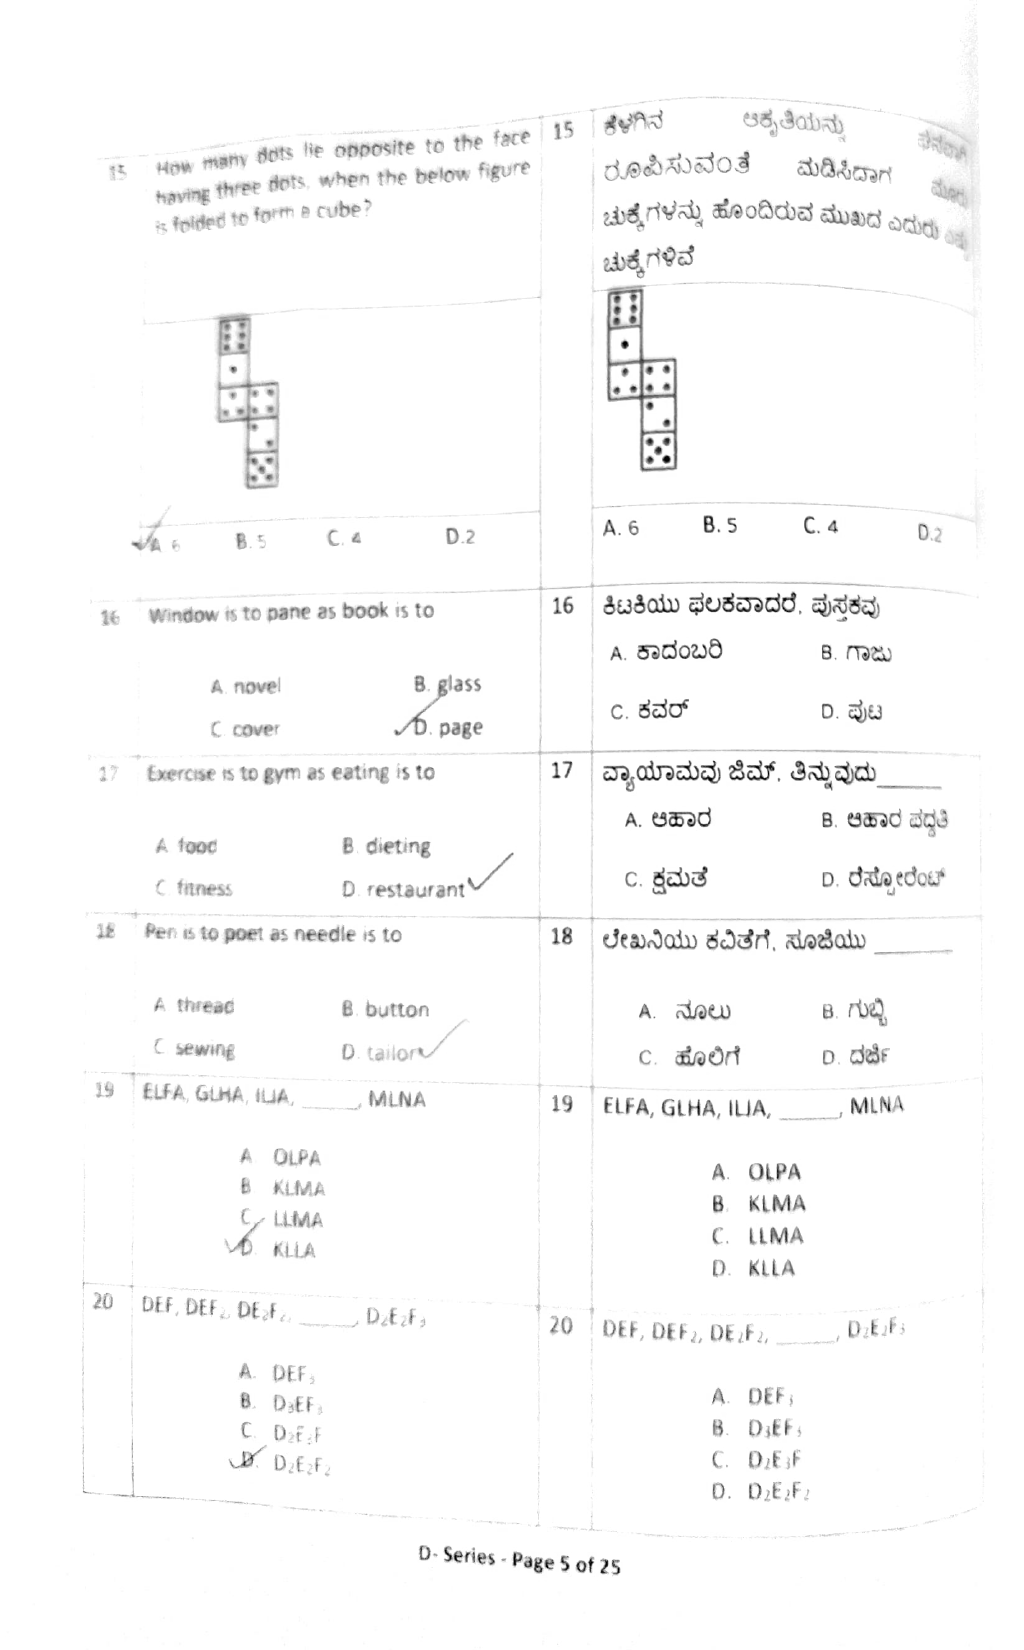 15 How many dots lie opposite to the face
having three dots, when the below figure
is folded to form a cube?
A. 6 B. 5 C. 4 D.2
16 Window is to pane as book is to
A. novel B. glass
C. cover D. page
17 Exercise is to gym as eating is to
A. food B. dieting
C. fitness D. restaurant
18 Pen is to poet as needle is to
A. thread B. button
C. sewing D. tailor
19 ELFA, GLHA, ILJA, _____, MLNA
A. OLPA
B. KLMA
C. LLMA
D. KLLA
20 DEF, DEF₂, DE₂F₂, _____, D₂E₂F₃
A. DEF₃
B. D₃EF₃
C. D₂E₃F
D. D₂E₂F₂
15 ಕೆಳಗಿನ ಆಕೃತಿಯನ್ನು
ರೂಪಿಸುವಂತೆ ಮಡಿಸಿದಾಗ ಮೂರು
ಚುಕ್ಕೆಗಳನ್ನು ಹೊಂದಿರುವ ಮುಖದ ಎದುರು
ಚುಕ್ಕೆಗಳಿವೆ
A. 6 B. 5 C. 4 D.2
16 ಕಿಟಕಿಯು ಫಲಕವಾದರೆ, ಪುಸ್ತಕವು
A. ಕಾದಂಬರಿ B. ಗಾಜು
C. ಕವರ್ D. ಪುಟ
17 ವ್ಯಾಯಾಮವು ಜಿಮ್, ತಿನ್ನುವುದು_____
A. ಆಹಾರ B. ಆಹಾರ ಪದ್ಧತಿ
C. ಕ್ಷಮತೆ D. ರೆಸ್ಟೋರೆಂಟ್
18 ಲೇಖನಿಯು ಕವಿತೆಗೆ, ಸೂಜಿಯು _____
A. ನೂಲು B. ಗುಬ್ಬಿ
C. ಹೊಲಿಗೆ D. ದರ್ಜಿ
19 ELFA, GLHA, ILJA, _____, MLNA
A. OLPA
B. KLMA
C. LLMA
D. KLLA
20 DEF, DEF₂, DE₂F₂, _____, D₂E₂F₃
A. DEF₃
B. D₃EF₃
C. D₂E₃F
D. D₂E₂F₂
D- Series - Page 5 of 25